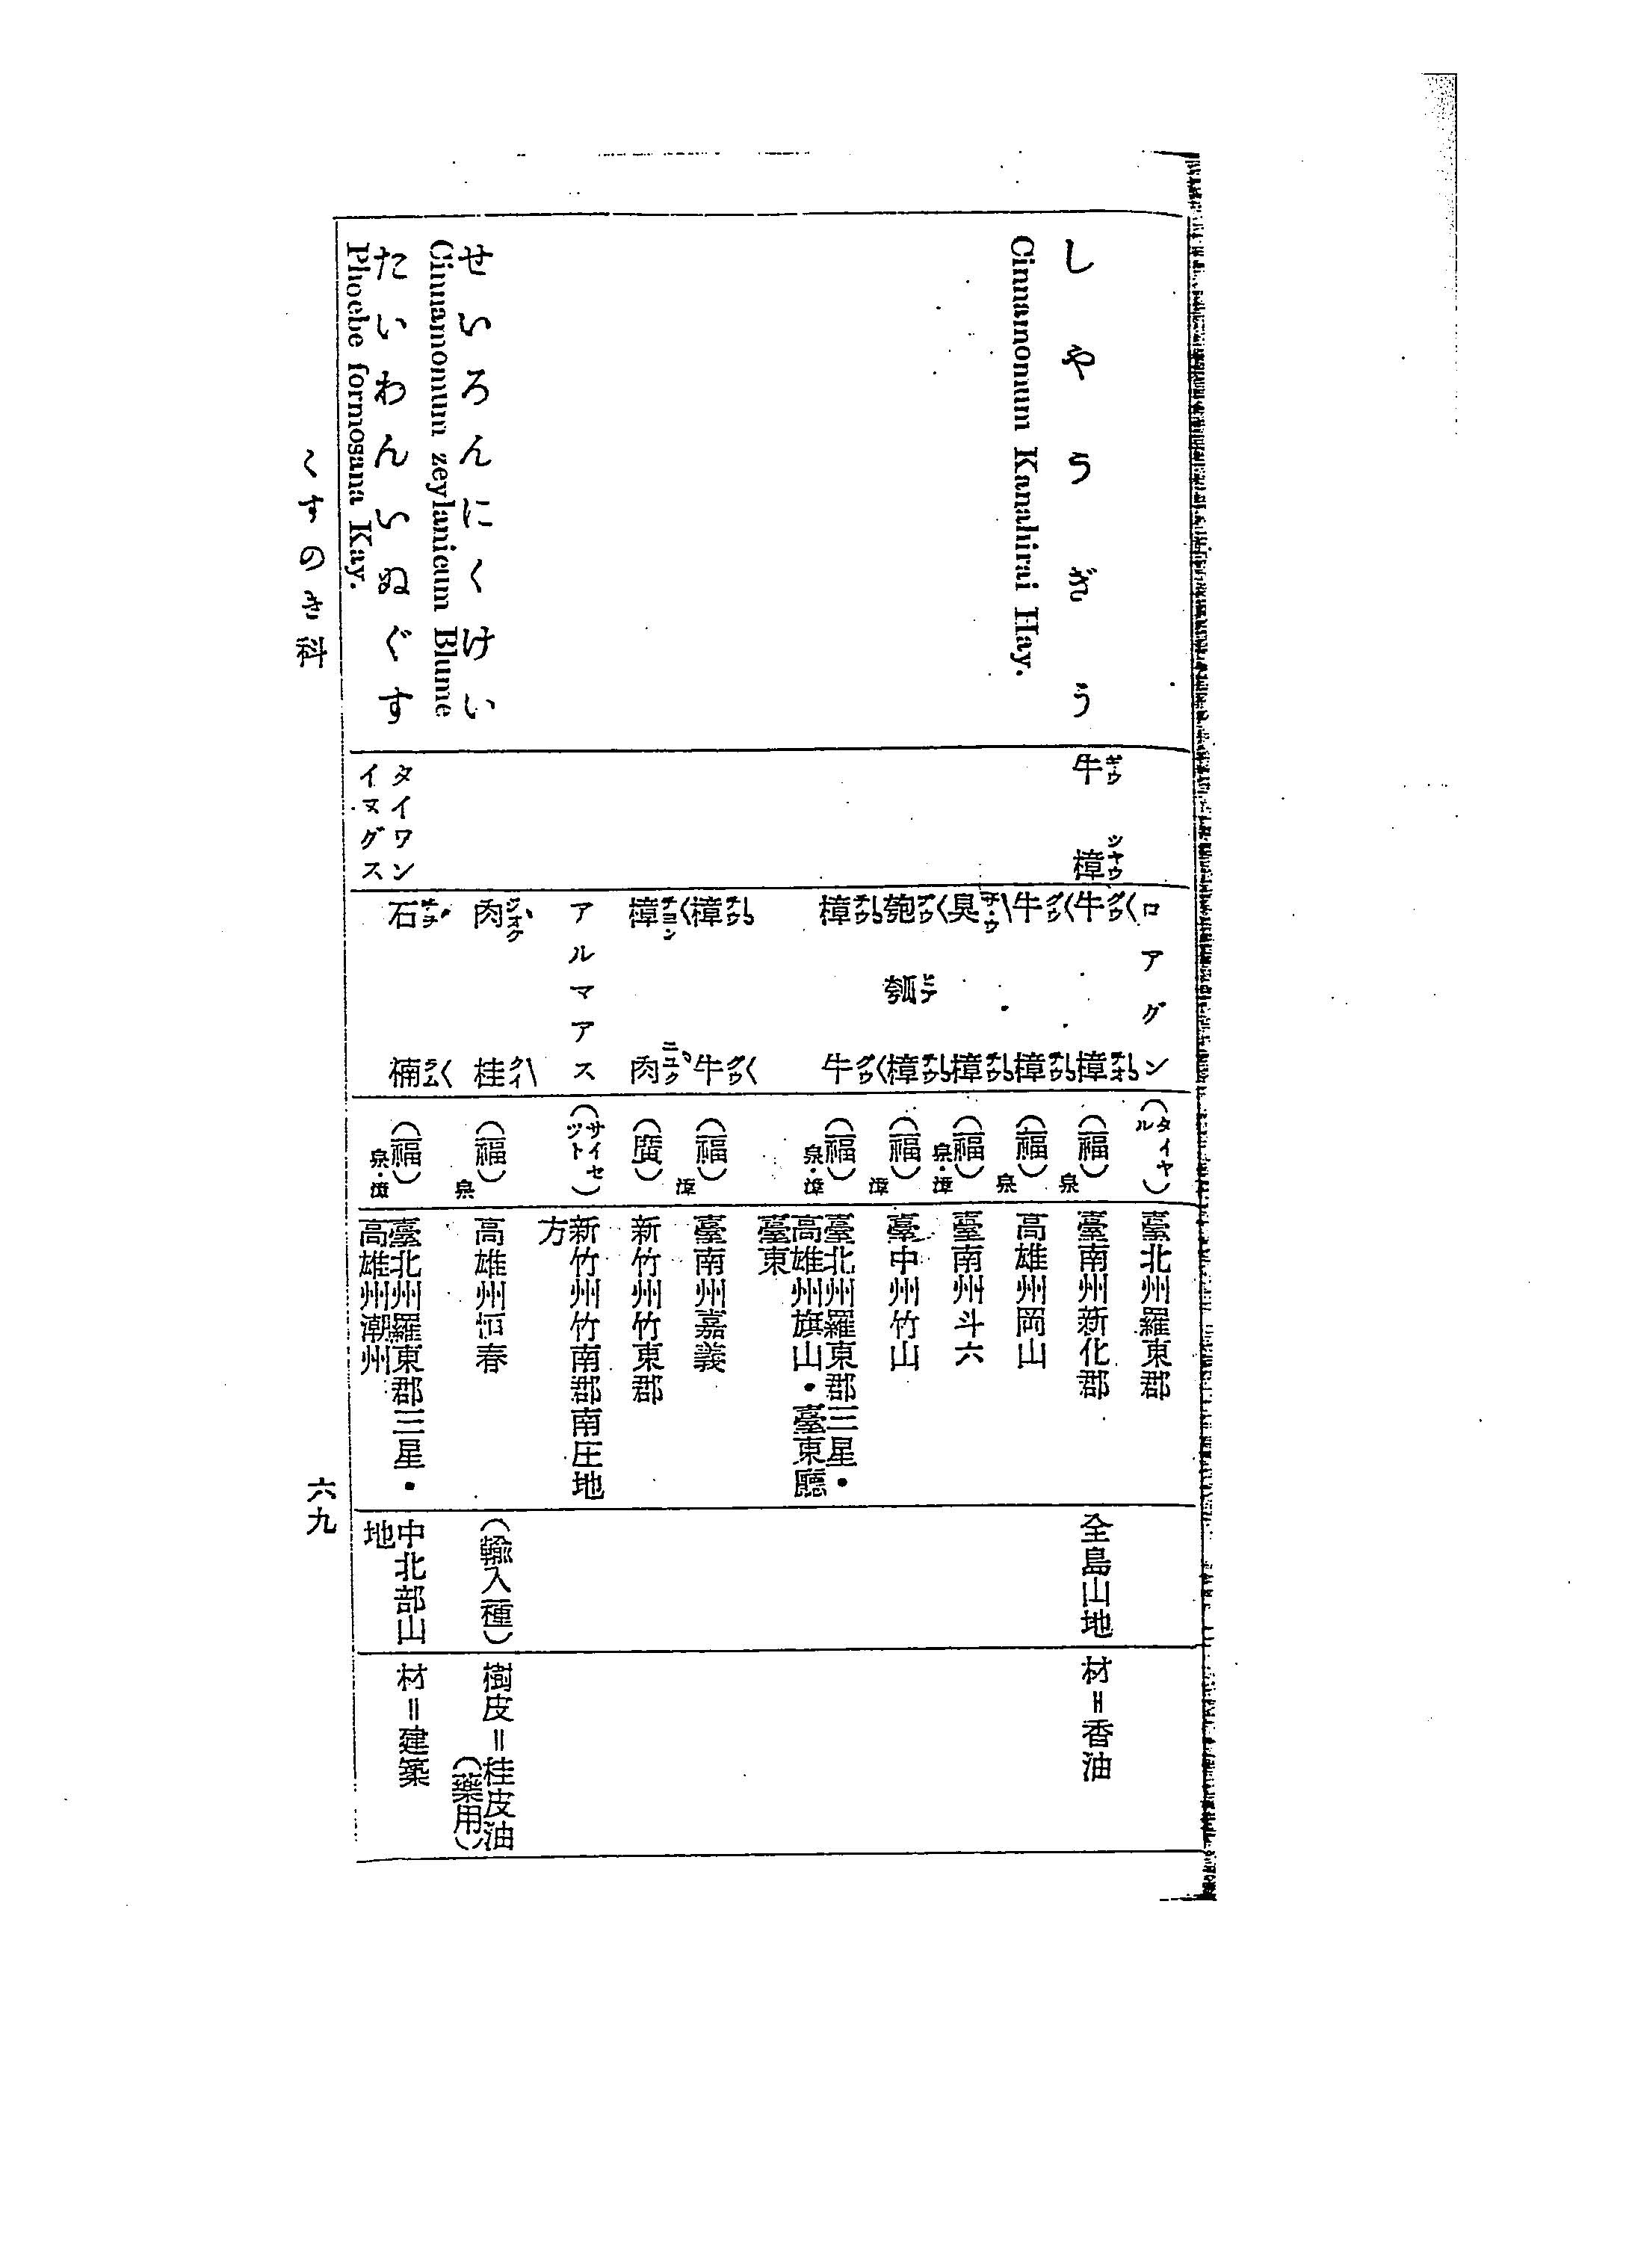 しやうぎう
Cinnamomum Kanahirai Hay.
牛樟
ロアグン
(タイヤル)
臺北州羅東郡
牛樟
(福)泉
臺南州新化郡
全島山地
材=香油
牛樟
(福)泉
高雄州岡山
臭樟
(福)泉・漳
臺南州斗六
匏瓠樟
(福)漳
臺中州竹山
樟牛
(福)泉・漳
臺北州羅東郡三星・
高雄州旗山・臺東廳
臺東
樟牛
(福)漳
臺南州嘉義
樟肉
(廣)
新竹州竹東郡
アルマアス
(サイセツト)
新竹州竹南郡南庄地
方
せいろんにくけい
Cinnamomum zeylanicum Blume
肉桂
(福)泉
高雄州恒春
(輸入種)
樹皮=桂皮油
(藥用)
たいわんいぬぐす
Phoebe formosana Kay.
タイワン
イヌグス
石楠
(福)泉・漳
臺北州羅東郡三星・
高雄州潮州
中北部山
地
材=建築
くすのき科
六九